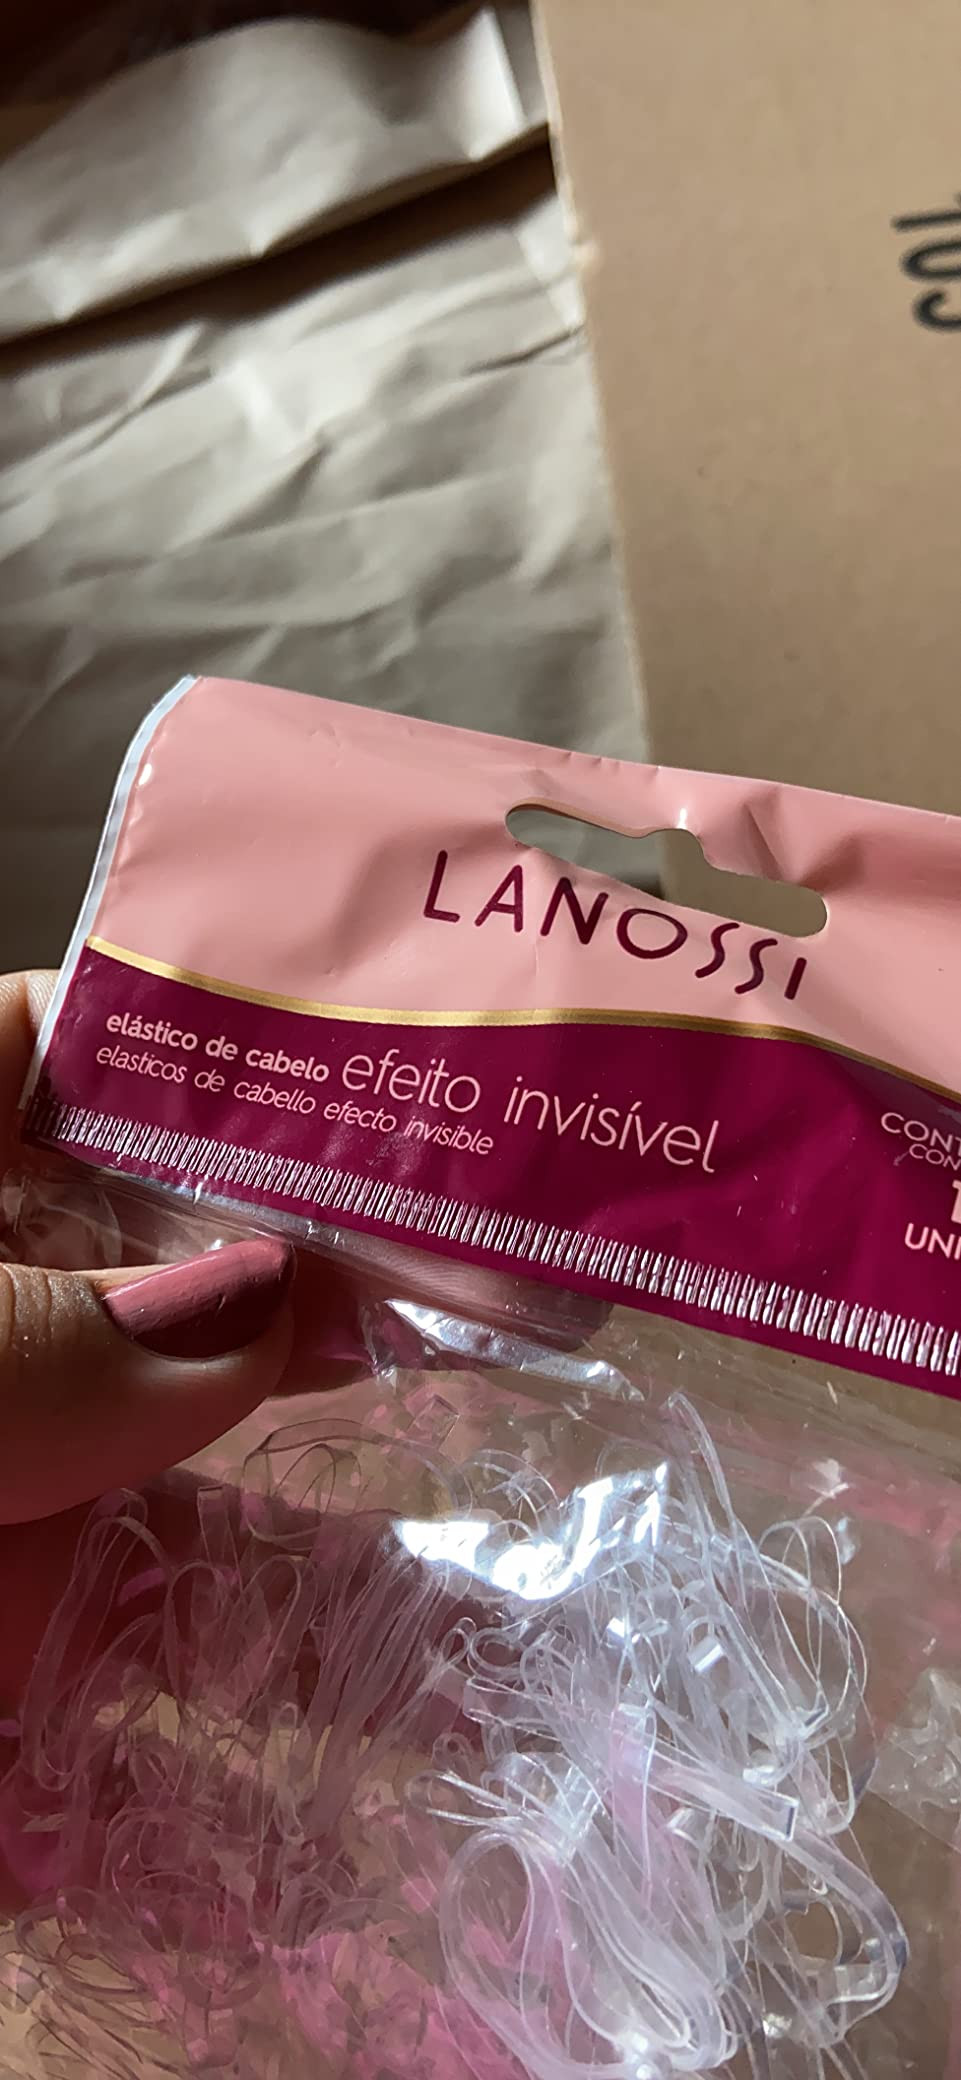 LANOSSI
elástico de cabelo efeito invisível
elasticos de cabello efecto invisible